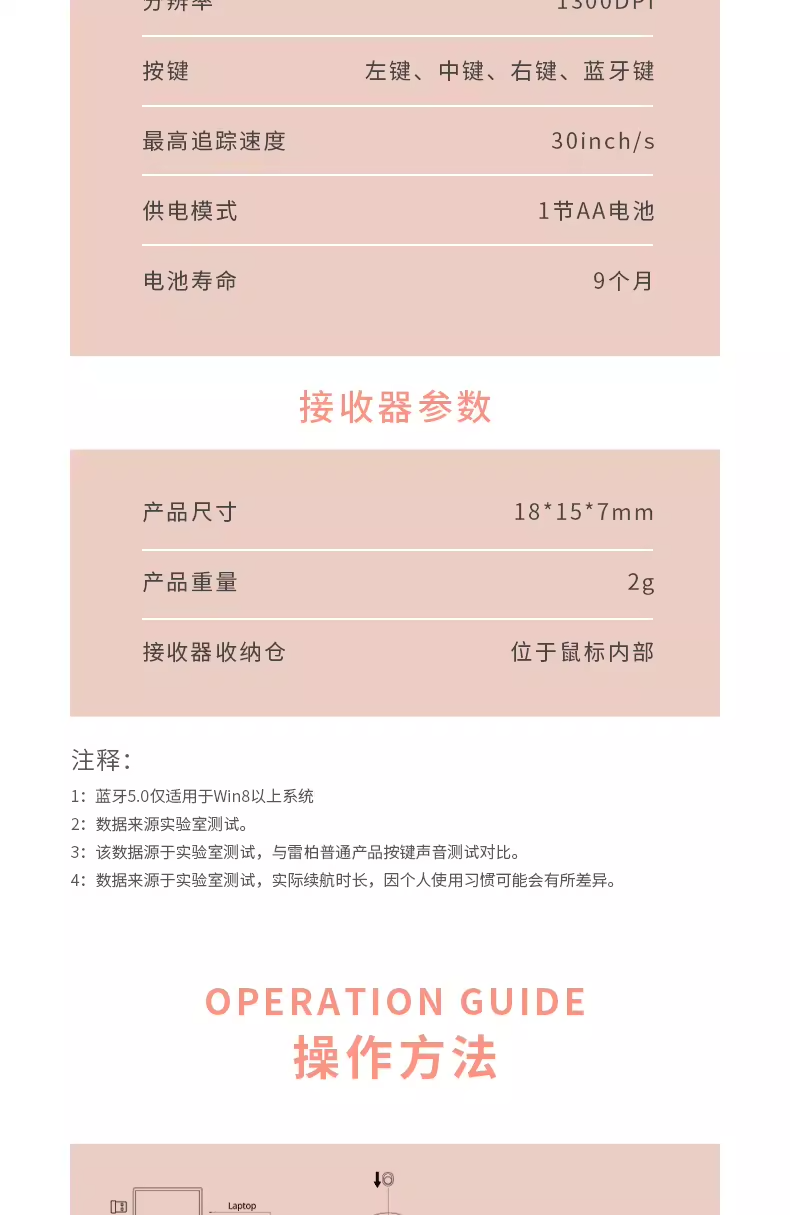 分辨率 1300DPI
按键 左键、中键、右键、蓝牙键
最高追踪速度 30inch/s
供电模式 1节AA电池
电池寿命 9个月
接收器参数
产品尺寸 18*15*7mm
产品重量 2g
接收器收纳仓 位于鼠标内部
注释：
1：蓝牙5.0仅适用于Win8以上系统
2：数据来源实验室测试。
3：该数据源于实验室测试，与雷柏普通产品按键声音测试对比。
4：数据来源于实验室测试，实际续航时长，因个人使用习惯可能会有所差异。
OPERATION GUIDE
操作方法
Laptop